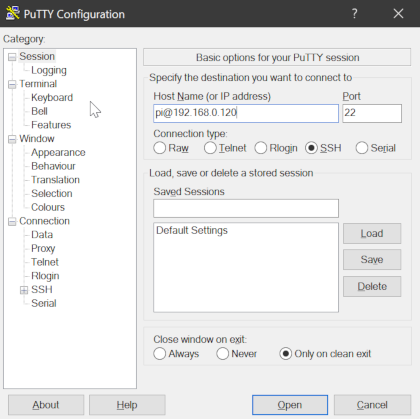 PuTTY Configuration
?
X
Category:
Session
Logging
Terminal
Keyboard
Bell
Features
Window
Appearance
Behaviour
Translation
Selection
Colours
Connection
Data
Proxy
Telnet
Rlogin
SSH
Serial
Basic options for your PuTTY session
Specify the destination you want to connect to
Host Name (or IP address) Port
pi@192.168.0.120 22
Connection type:
Raw Telnet Rlogin SSH Serial
Load, save or delete a stored session
Saved Sessions
Default Settings
Load
Save
Delete
Close window on exit:
Always Never Only on clean exit
About Help Open Cancel